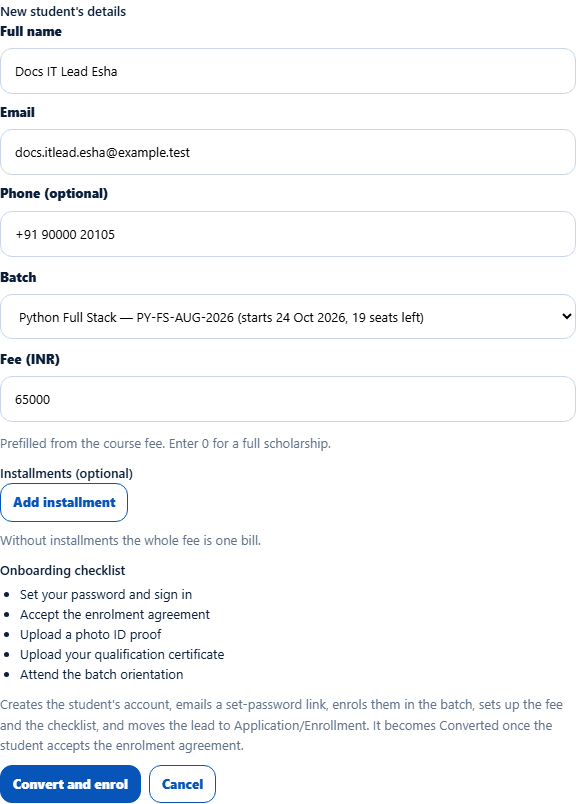 New student's details
Full name
Docs IT Lead Esha
Email
docs.itlead.esha@example.test
Phone (optional)
+91 90000 20105
Batch
Python Full Stack — PY-FS-AUG-2026 (starts 24 Oct 2026, 19 seats left)
Fee (INR)
65000
Prefilled from the course fee. Enter 0 for a full scholarship.
Installments (optional)
Add installment
Without installments the whole fee is one bill.
Onboarding checklist
Set your password and sign in
Accept the enrolment agreement
Upload a photo ID proof
Upload your qualification certificate
Attend the batch orientation
Creates the student's account, emails a set-password link, enrols them in the batch, sets up the fee
and the checklist, and moves the lead to Application/Enrollment. It becomes Converted once the
student accepts the enrolment agreement.
Convert and enrol
Cancel